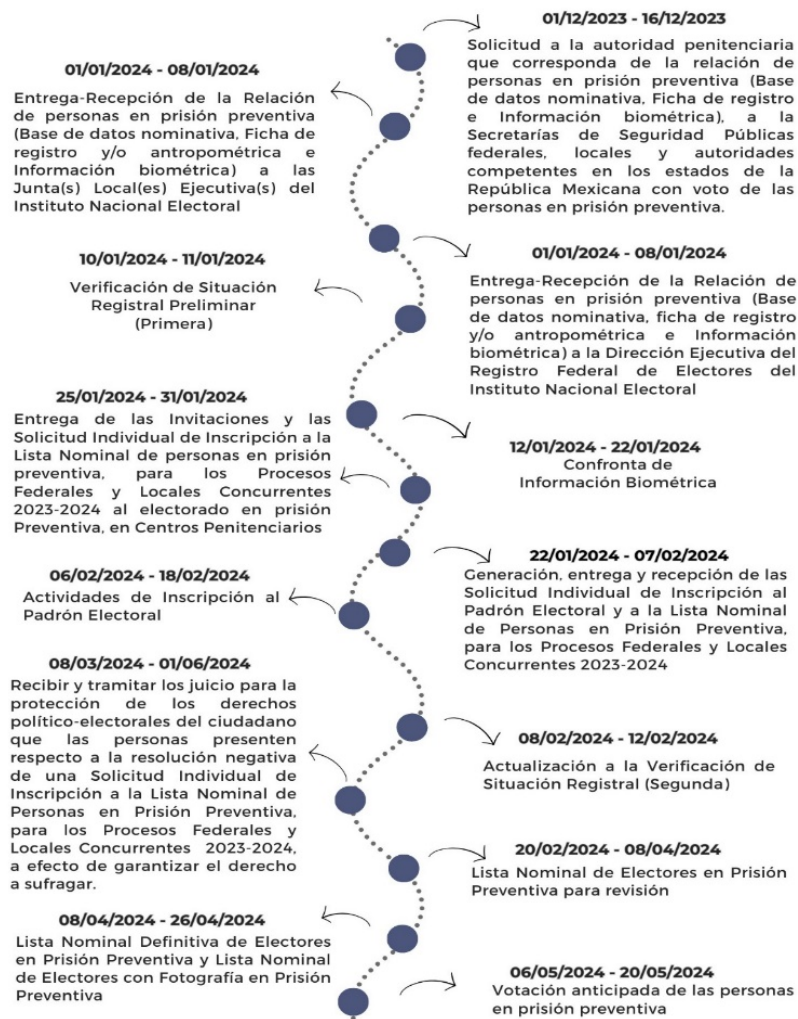 01/12/2023 - 16/12/2023
Solicitud a la autoridad penitenciaria
que corresponda de la relación de
personas en prisión preventiva (Base
de datos nominativa, Ficha de registro
e Información biométrica), a la
Secretarías de Seguridad Públicas
federales, locales y autoridades
competentes en los estados de la
República Mexicana con voto de las
personas en prisión preventiva.
01/01/2024 - 08/01/2024
Entrega-Recepción de la Relación de
personas en prisión preventiva
(Base de datos nominativa, Ficha de
registro y/o antropométrica e
Información biométrica) a las
Junta(s) Local(es) Ejecutiva(s) del
Instituto Nacional Electoral
01/01/2024 - 08/01/2024
Entrega-Recepción de la Relación de
personas en prisión preventiva (Base
de datos nominativa, ficha de registro
y/o antropométrica e Información
biométrica) a la Dirección Ejecutiva del
Registro Federal de Electores del
Instituto Nacional Electoral
10/01/2024 - 11/01/2024
Verificación de Situación
Registral Preliminar
(Primera)
12/01/2024 - 22/01/2024
Confronta de
Información Biométrica
25/01/2024 - 31/01/2024
Entrega de las Invitaciones y las
Solicitud Individual de Inscripción a la
Lista Nominal de personas en prisión
preventiva, para los Procesos
Federales y Locales Concurrentes
2023-2024 al electorado en prisión
Preventiva, en Centros Penitenciarios
22/01/2024 - 07/02/2024
Generación, entrega y recepción de las
Solicitud Individual de Inscripción al
Padrón Electoral y a la Lista Nominal
de Personas en Prisión Preventiva,
para los Procesos Federales y Locales
Concurrentes 2023-2024
06/02/2024 - 18/02/2024
Actividades de Inscripción al
Padrón Electoral
08/02/2024 - 12/02/2024
Actualización a la Verificación de
Situación Registral (Segunda)
08/03/2024 - 01/06/2024
Recibir y tramitar los juicio para la
protección de los derechos
político-electorales del ciudadano
que las personas presenten
respecto a la resolución negativa
de una Solicitud Individual de
Inscripción a la Lista Nominal de
Personas en Prisión Preventiva,
para los Procesos Federales y
Locales Concurrentes 2023-2024,
a efecto de garantizar el derecho
a sufragar.
20/02/2024 - 08/04/2024
Lista Nominal de Electores en Prisión
Preventiva para revisión
08/04/2024 - 26/04/2024
Lista Nominal Definitiva de Electores
en Prisión Preventiva y Lista Nominal
de Electores con Fotografía en Prisión
Preventiva
06/05/2024 - 20/05/2024
Votación anticipada de las personas
en prisión preventiva